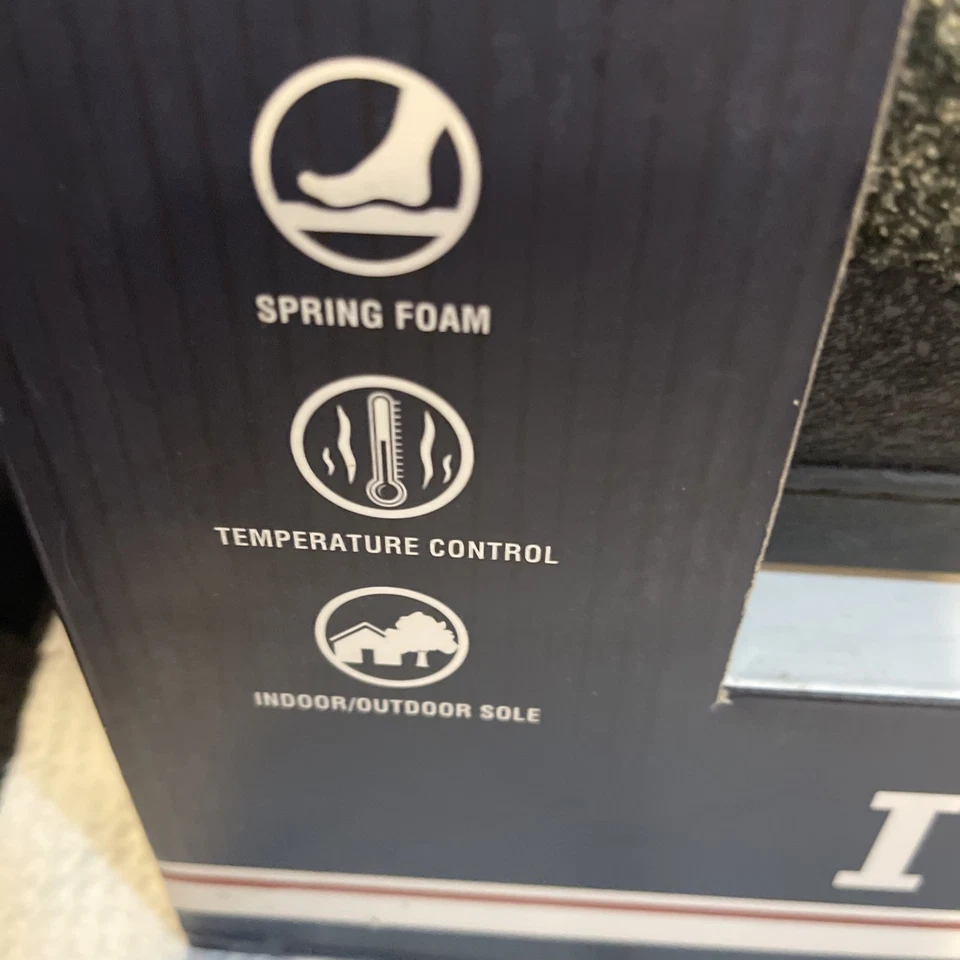 SPRING FOAM
TEMPERATURE CONTROL
INDOOR/OUTDOOR SOLE